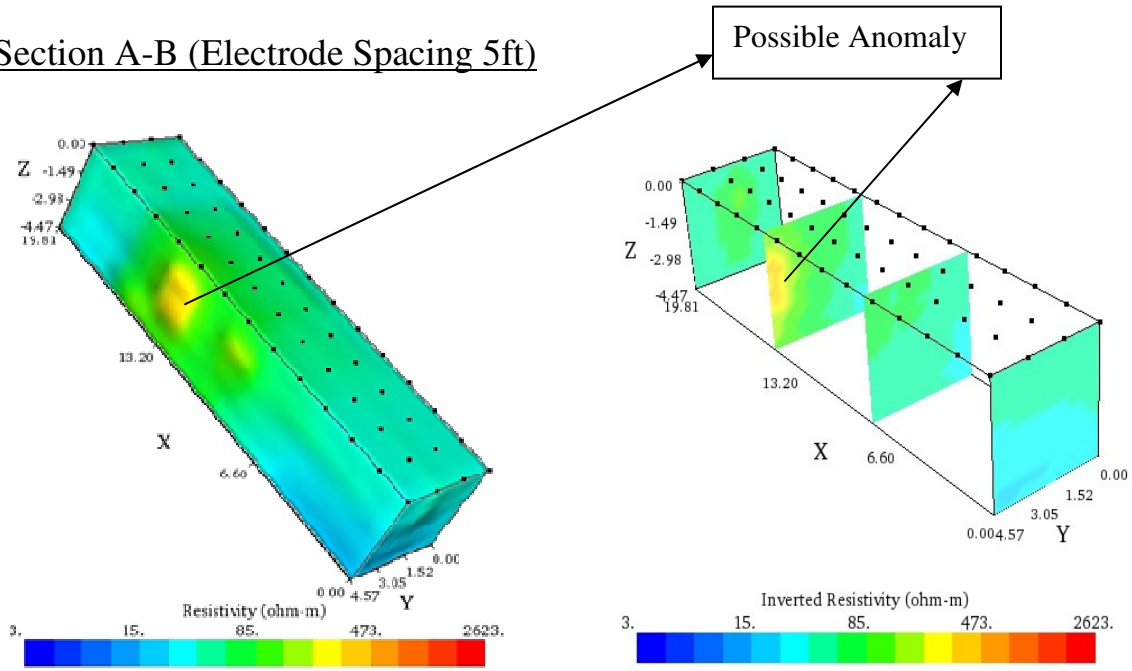 Section A-B (Electrode Spacing 5ft)
Possible Anomaly
0.00
Z
-1.49
-2.98
-4.47
19.81
13.20
X
6.60
0.00
4.57
3.05
1.52
0.00
Y
Resistivity (ohm-m)
3. 15. 85. 473. 2623.
0.00
-1.49
Z
-2.98
-4.47
19.81
13.20
X
6.60
0.00
4.57
3.05
1.52
0.00
Y
Inverted Resistivity (ohm-m)
3. 15. 85. 473. 2623.